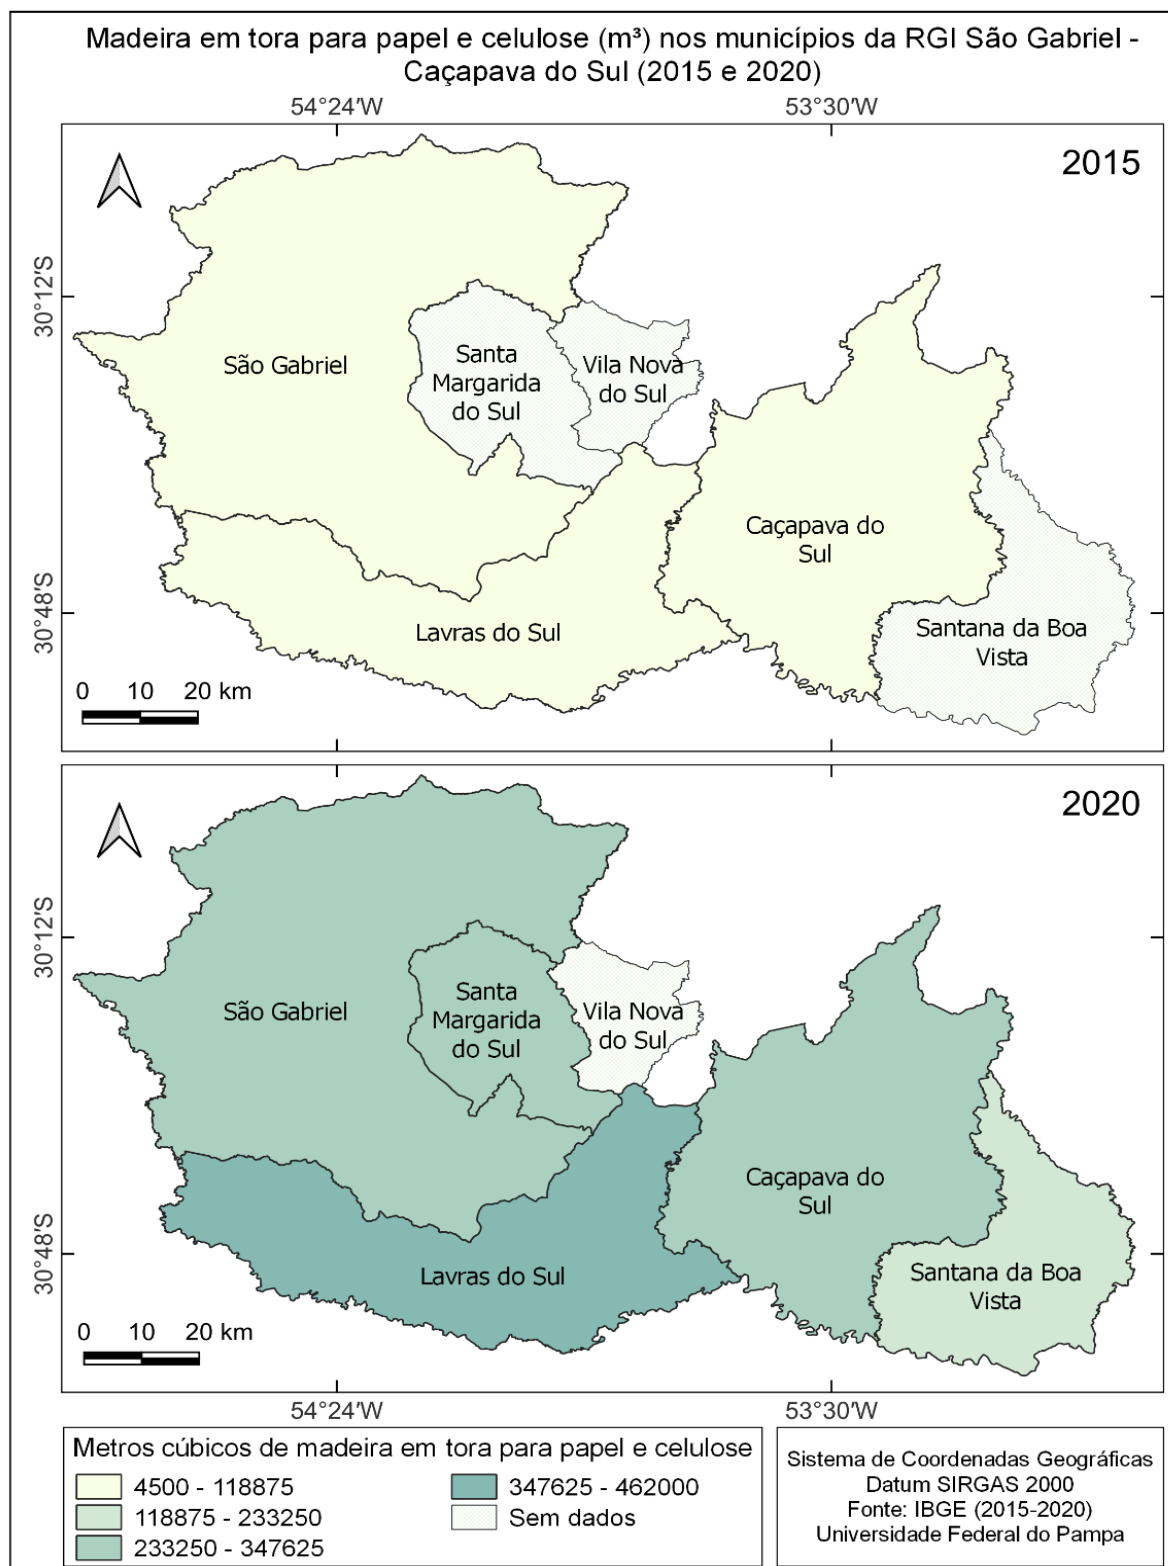 Madeira em tora para papel e celulose (m³) nos municípios da RGI São Gabriel -
Caçapava do Sul (2015 e 2020)
54°24'W 53°30'W
2015
30°12'S
São Gabriel
Santa
Margarida
do Sul
Vila Nova
do Sul
Caçapava do
Sul
30°48'S
Lavras do Sul
Santana da Boa
Vista
0 10 20 km
2020
30°12'S
São Gabriel
Santa
Margarida
do Sul
Vila Nova
do Sul
Caçapava do
Sul
30°48'S
Lavras do Sul
Santana da Boa
Vista
0 10 20 km
54°24'W 53°30'W
Metros cúbicos de madeira em tora para papel e celulose
4500 - 118875
118875 - 233250
233250 - 347625
347625 - 462000
Sem dados
Sistema de Coordenadas Geográficas
Datum SIRGAS 2000
Fonte: IBGE (2015-2020)
Universidade Federal do Pampa